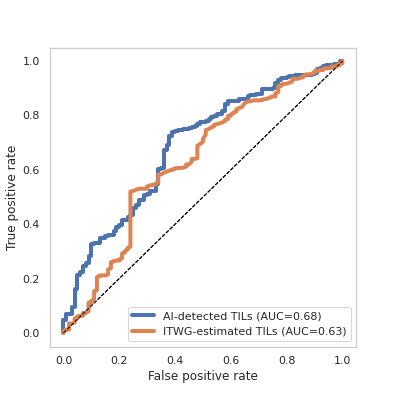 1.0
0.8
0.6
0.4
0.2
0.0
True positive rate
AI-detected TILs (AUC=0.68)
ITWG-estimated TILs (AUC=0.63)
0.0 0.2 0.4 0.6 0.8 1.0
False positive rate